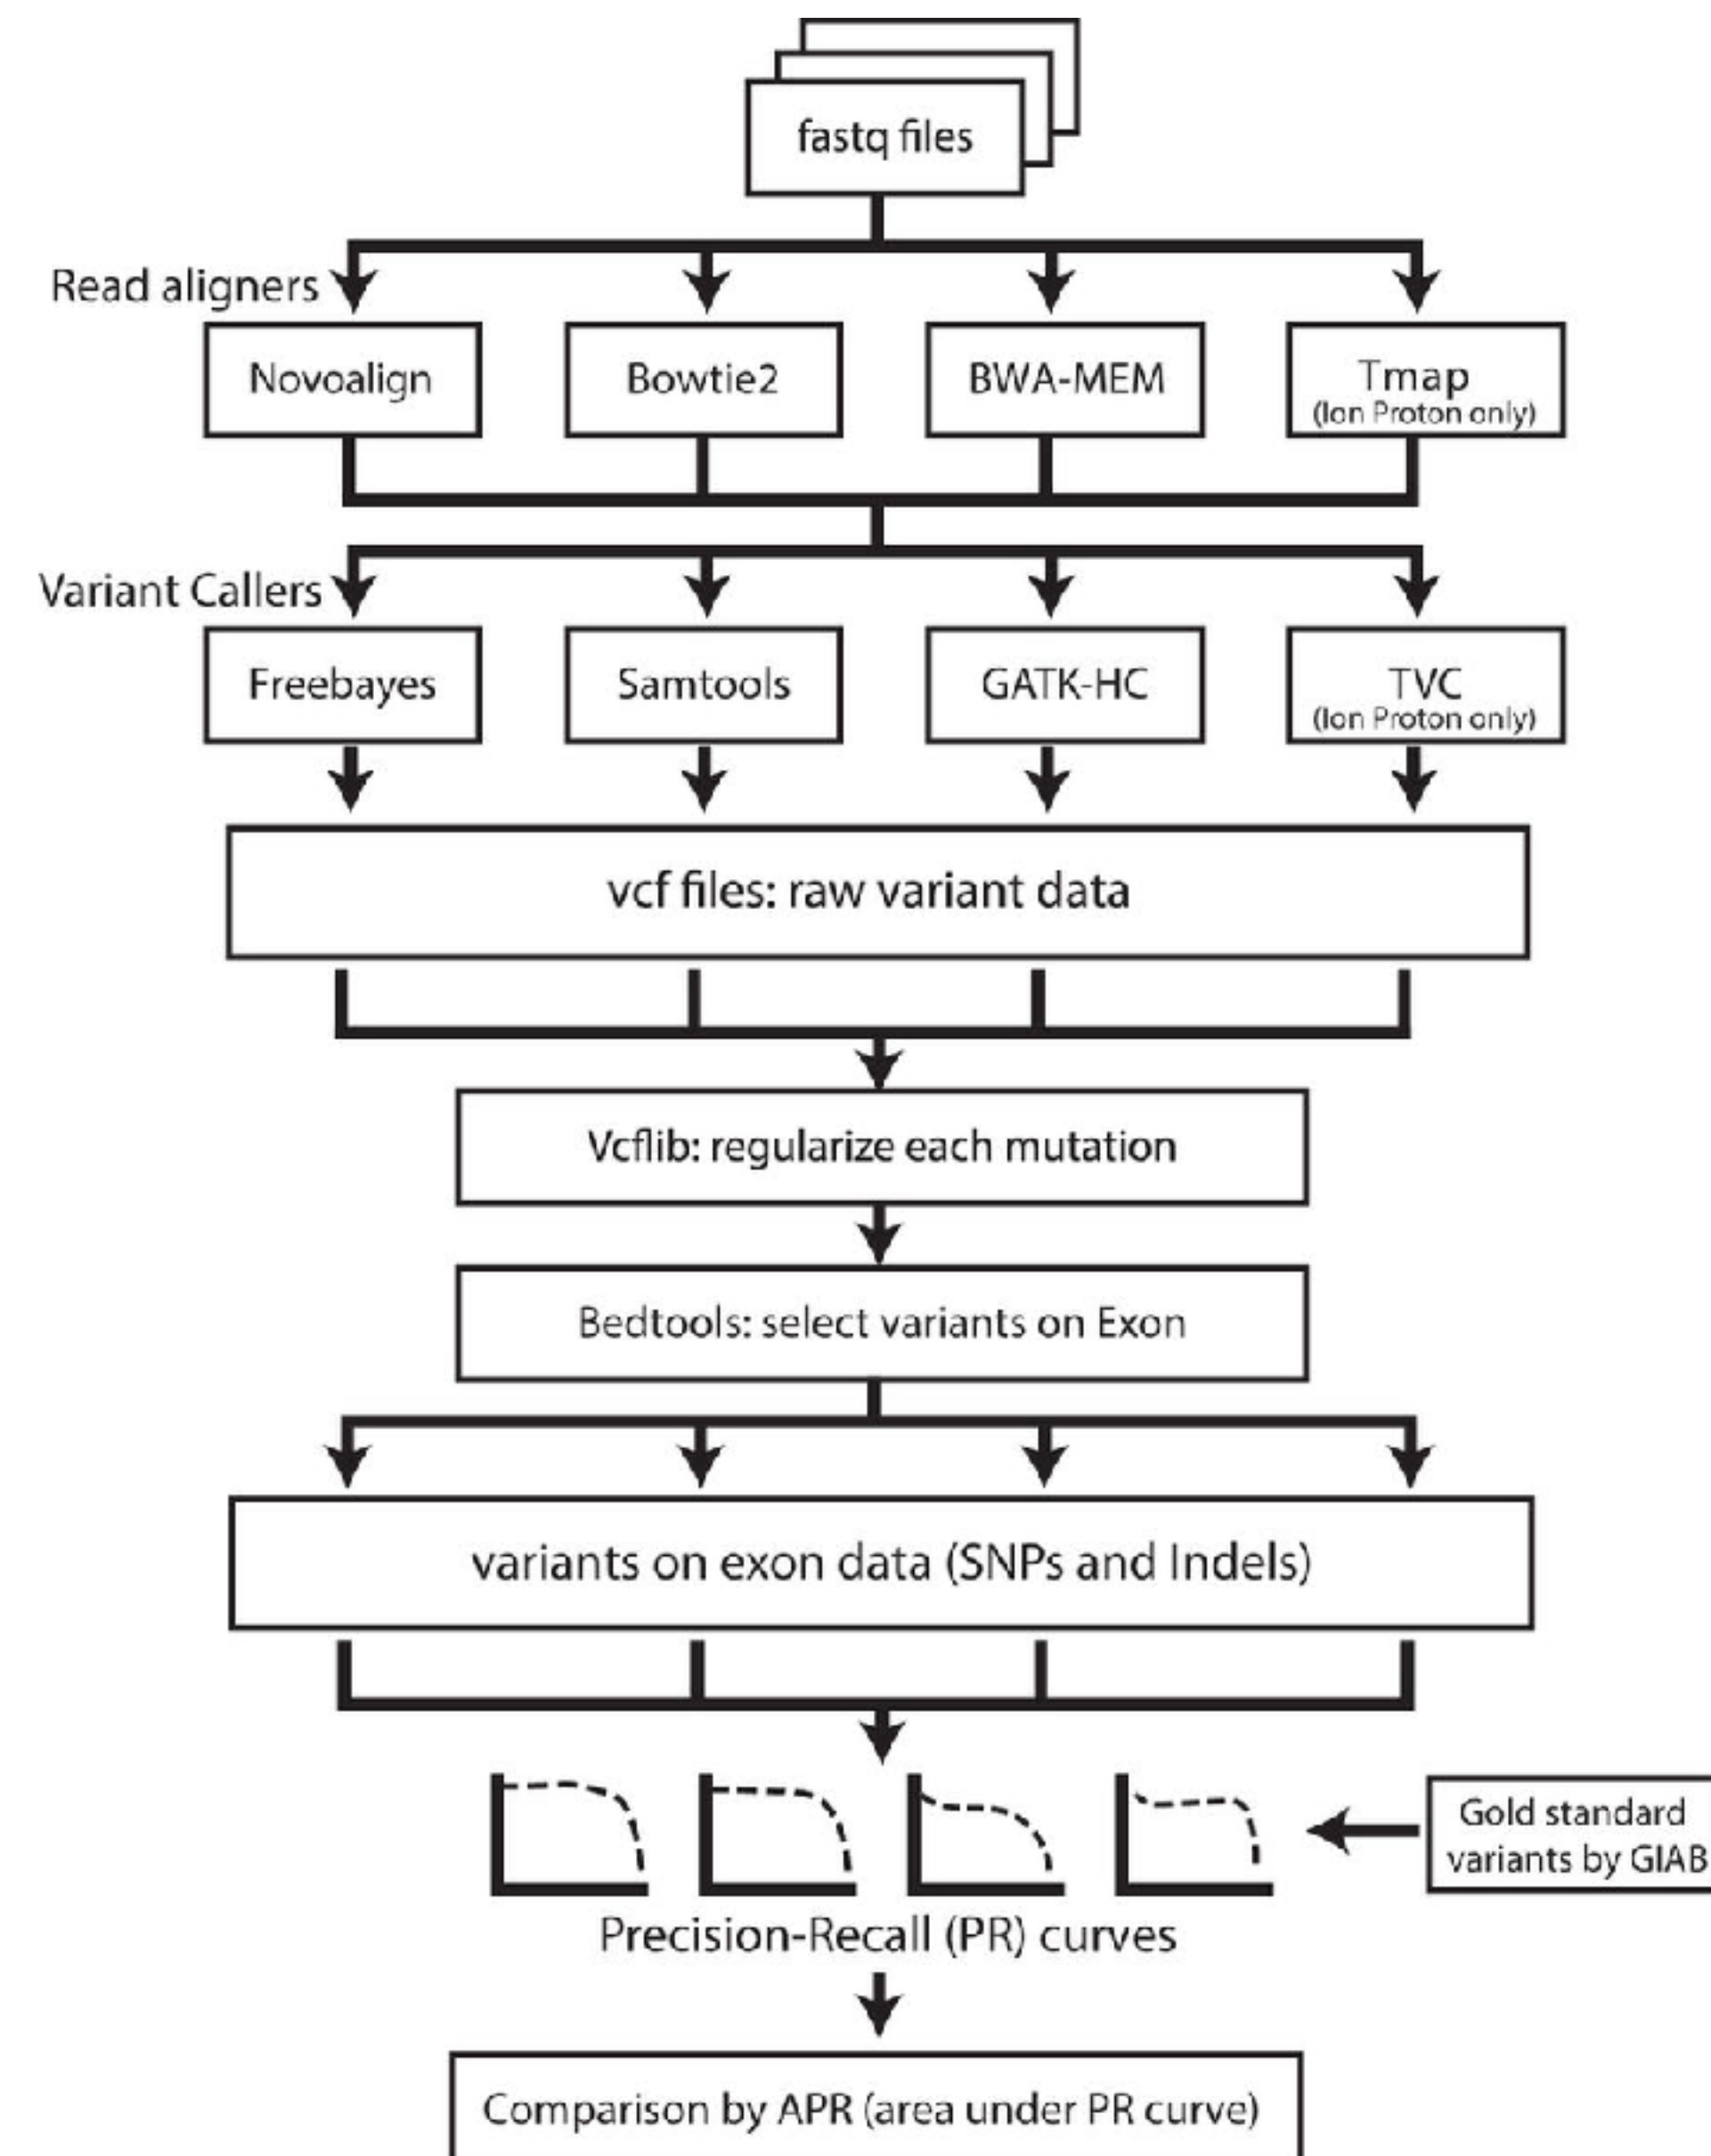 fastq files
Read aligners
Novoalign
Bowtie2
BWA-MEM
Tmap
(Ion Proton only)
Variant Callers
Freebayes
Samtools
GATK-HC
TVC
(Ion Proton only)
vcf files: raw variant data
Vcflib: regularize each mutation
Bedtools: select variants on Exon
variants on exon data (SNPs and Indels)
Gold standard
variants by GIAB
Precision-Recall (PR) curves
Comparison by APR (area under PR curve)